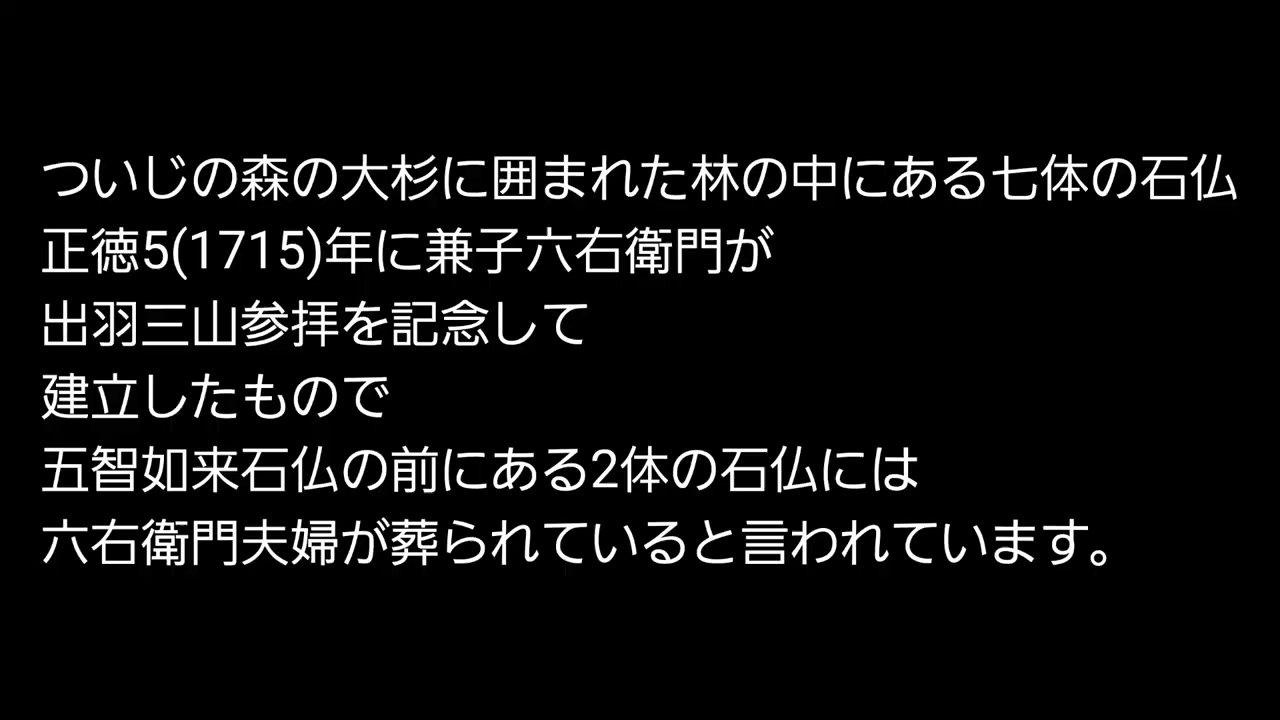 ついじの森の大杉に囲まれた林の中にある七体の石仏
正徳5(1715)年に兼子六右衛門が
出羽三山参拝を記念して
建立したもので
五智如来石仏の前にある2体の石仏には
六右衛門夫婦が葬られていると言われています。